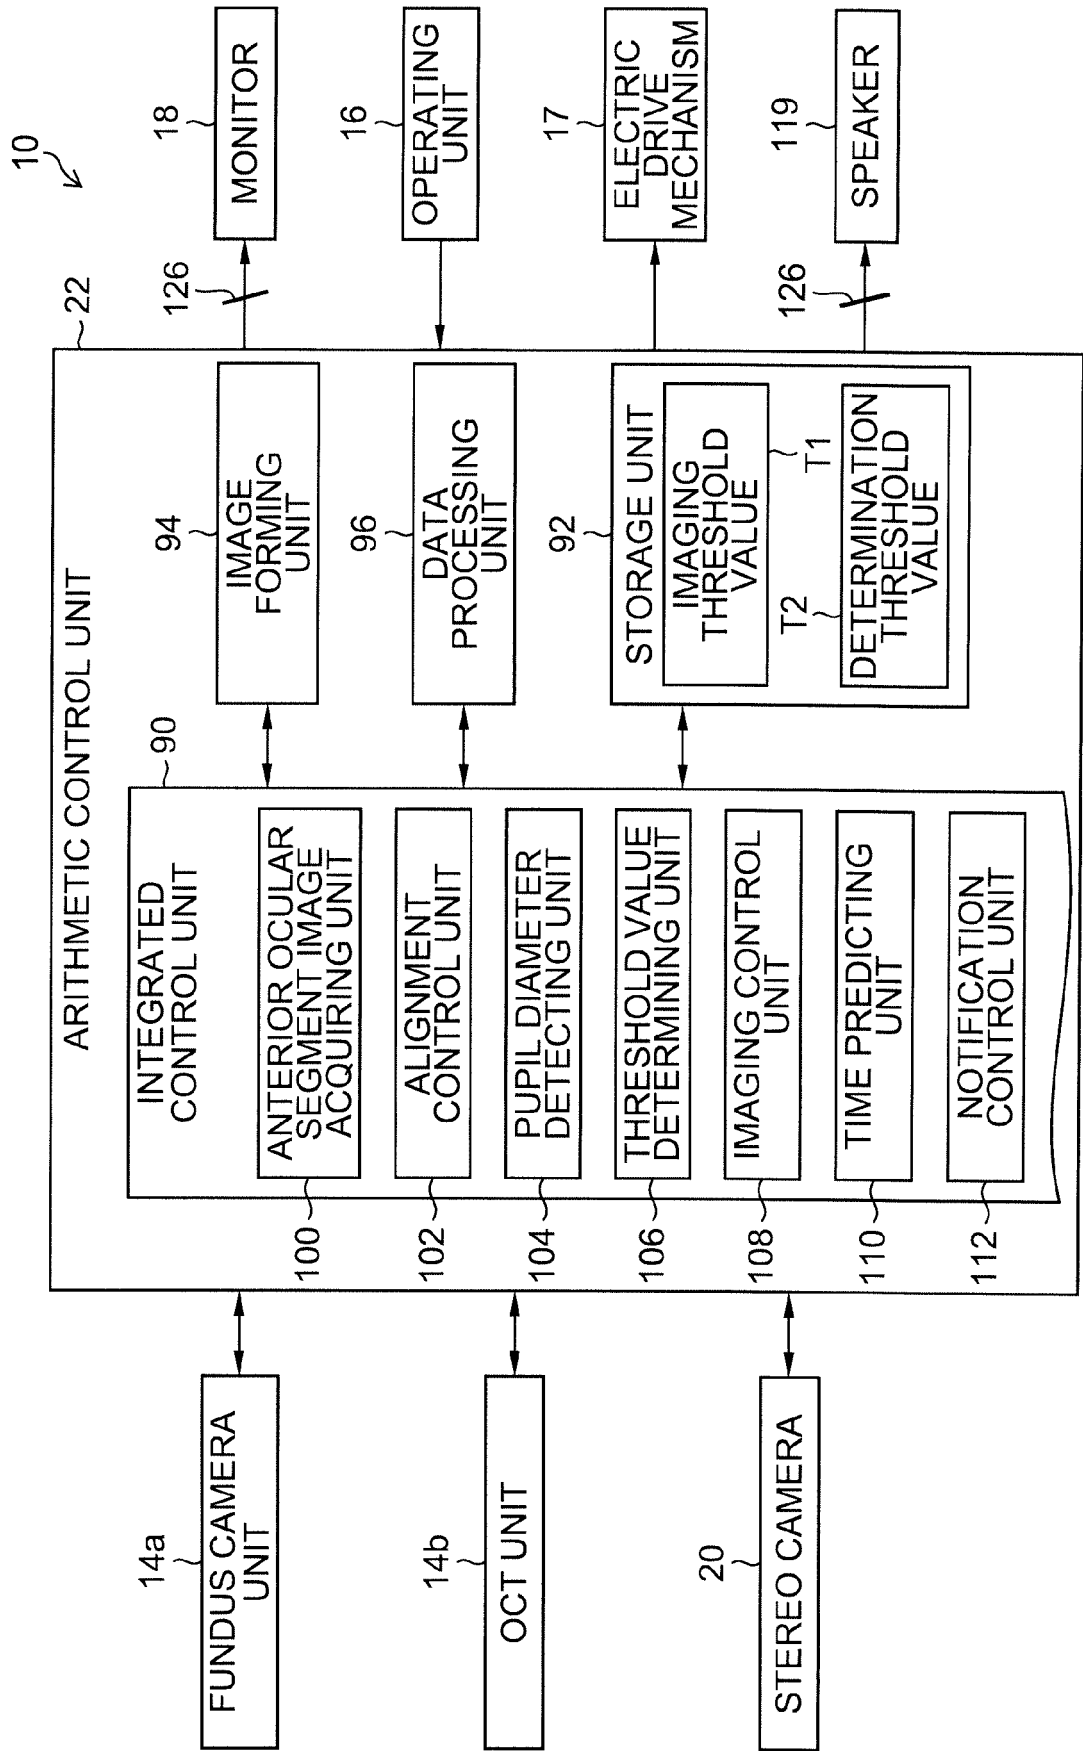 10
22
ARITHMETIC CONTROL UNIT
14a
FUNDUS CAMERA
UNIT
14b
OCT UNIT
20
STEREO CAMERA
90
INTEGRATED
CONTROL UNIT
100
ANTERIOR OCULAR
SEGMENT IMAGE
ACQUIRING UNIT
102
ALIGNMENT
CONTROL UNIT
104
PUPIL DIAMETER
DETECTING UNIT
106
THRESHOLD VALUE
DETERMINING UNIT
108
IMAGING CONTROL
UNIT
110
TIME PREDICTING
UNIT
112
NOTIFICATION
CONTROL UNIT
94
IMAGE
FORMING
UNIT
96
DATA
PROCESSING
UNIT
92
STORAGE UNIT
IMAGING
THRESHOLD
VALUE
T1
T2
DETERMINATION
THRESHOLD
VALUE
126
18
MONITOR
16
OPERATING
UNIT
17
ELECTRIC
DRIVE
MECHANISM
126
119
SPEAKER